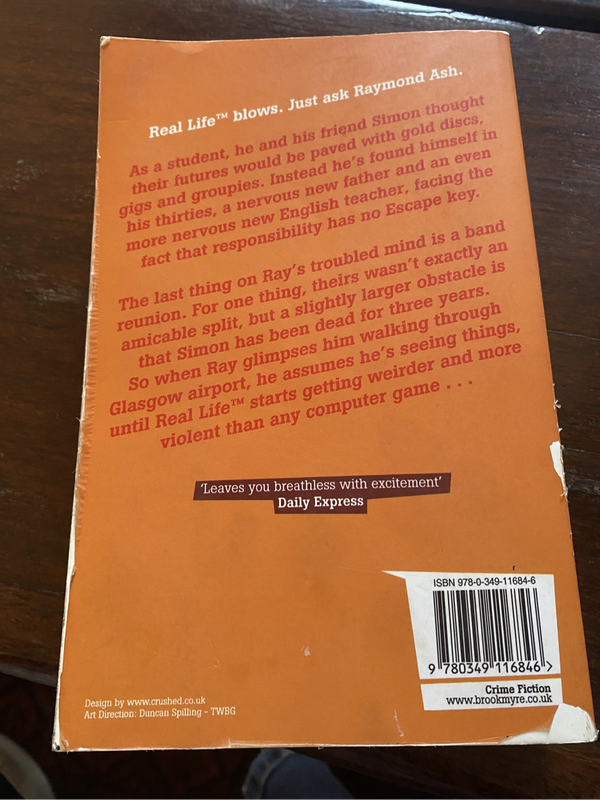 Real Life™ blows. Just ask Raymond Ash.
As a student, he and his friend Simon thought
their futures would be paved with gold discs,
gigs and groupies. Instead he's found himself in
his thirties, a nervous new father and an even
more nervous new English teacher, facing the
fact that responsibility has no Escape key.
The last thing on Ray's troubled mind is a band
reunion. For one thing, theirs wasn't exactly an
amicable split, but a slightly larger obstacle is
that Simon has been dead for three years.
So when Ray glimpses him walking through
Glasgow airport, he assumes he's seeing things,
until Real Life™ starts getting weirder and more
violent than any computer game . . .
'Leaves you breathless with excitement'
Daily Express
ISBN 978-0-349-11684-6
9 780349 116846 >
Crime Fiction
www.brookmyre.co.uk
Design by www.crushed.co.uk
Art Direction: Duncan Spilling – TWBG